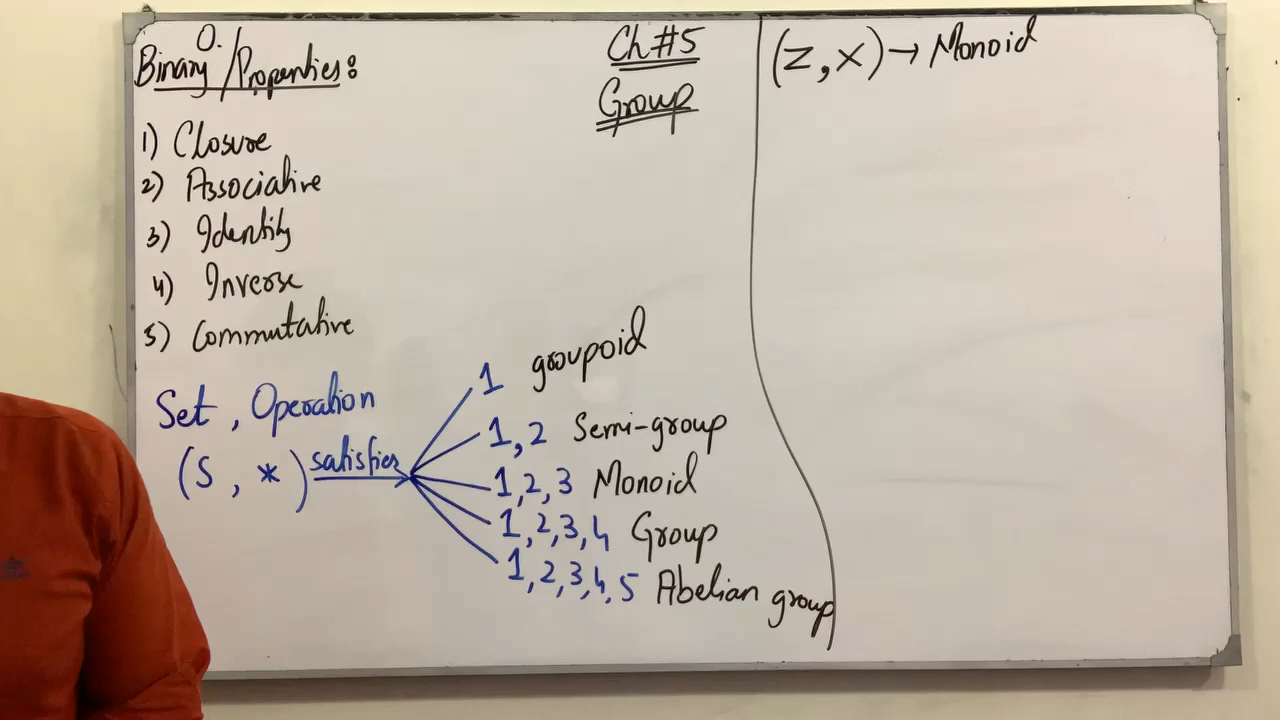 Binary O. /Properties:
1) Closure
2) Associative
3) Identity
4) Inverse
5) Commutative
Set , Operation
(S , *) satisfies
1 groupoid
1,2 Semi-group
1,2,3 Monoid
1,2,3,4 Group
1,2,3,4,5 Abelian group
Ch#5
Group
(Z,×)→Monoid